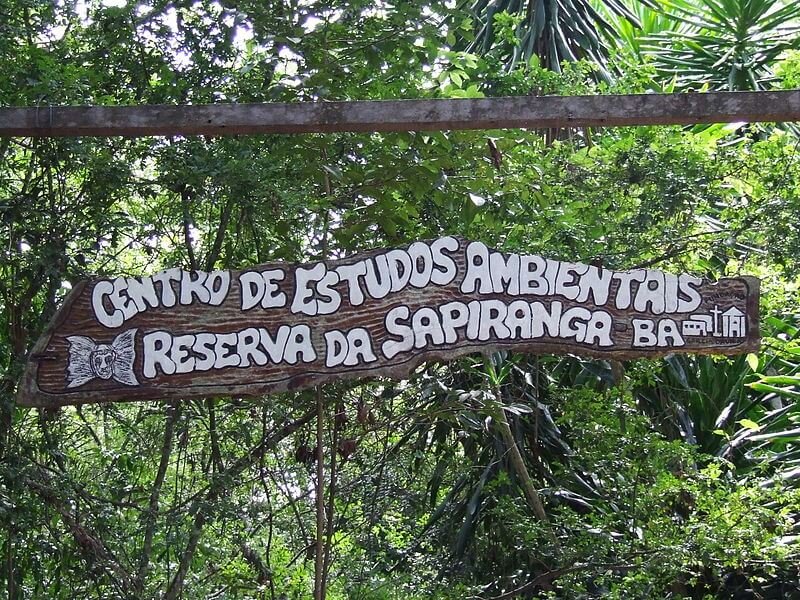 CENTRO DE ESTUDOS AMBIENTAIS
RESERVA DA SAPIRANGA BA